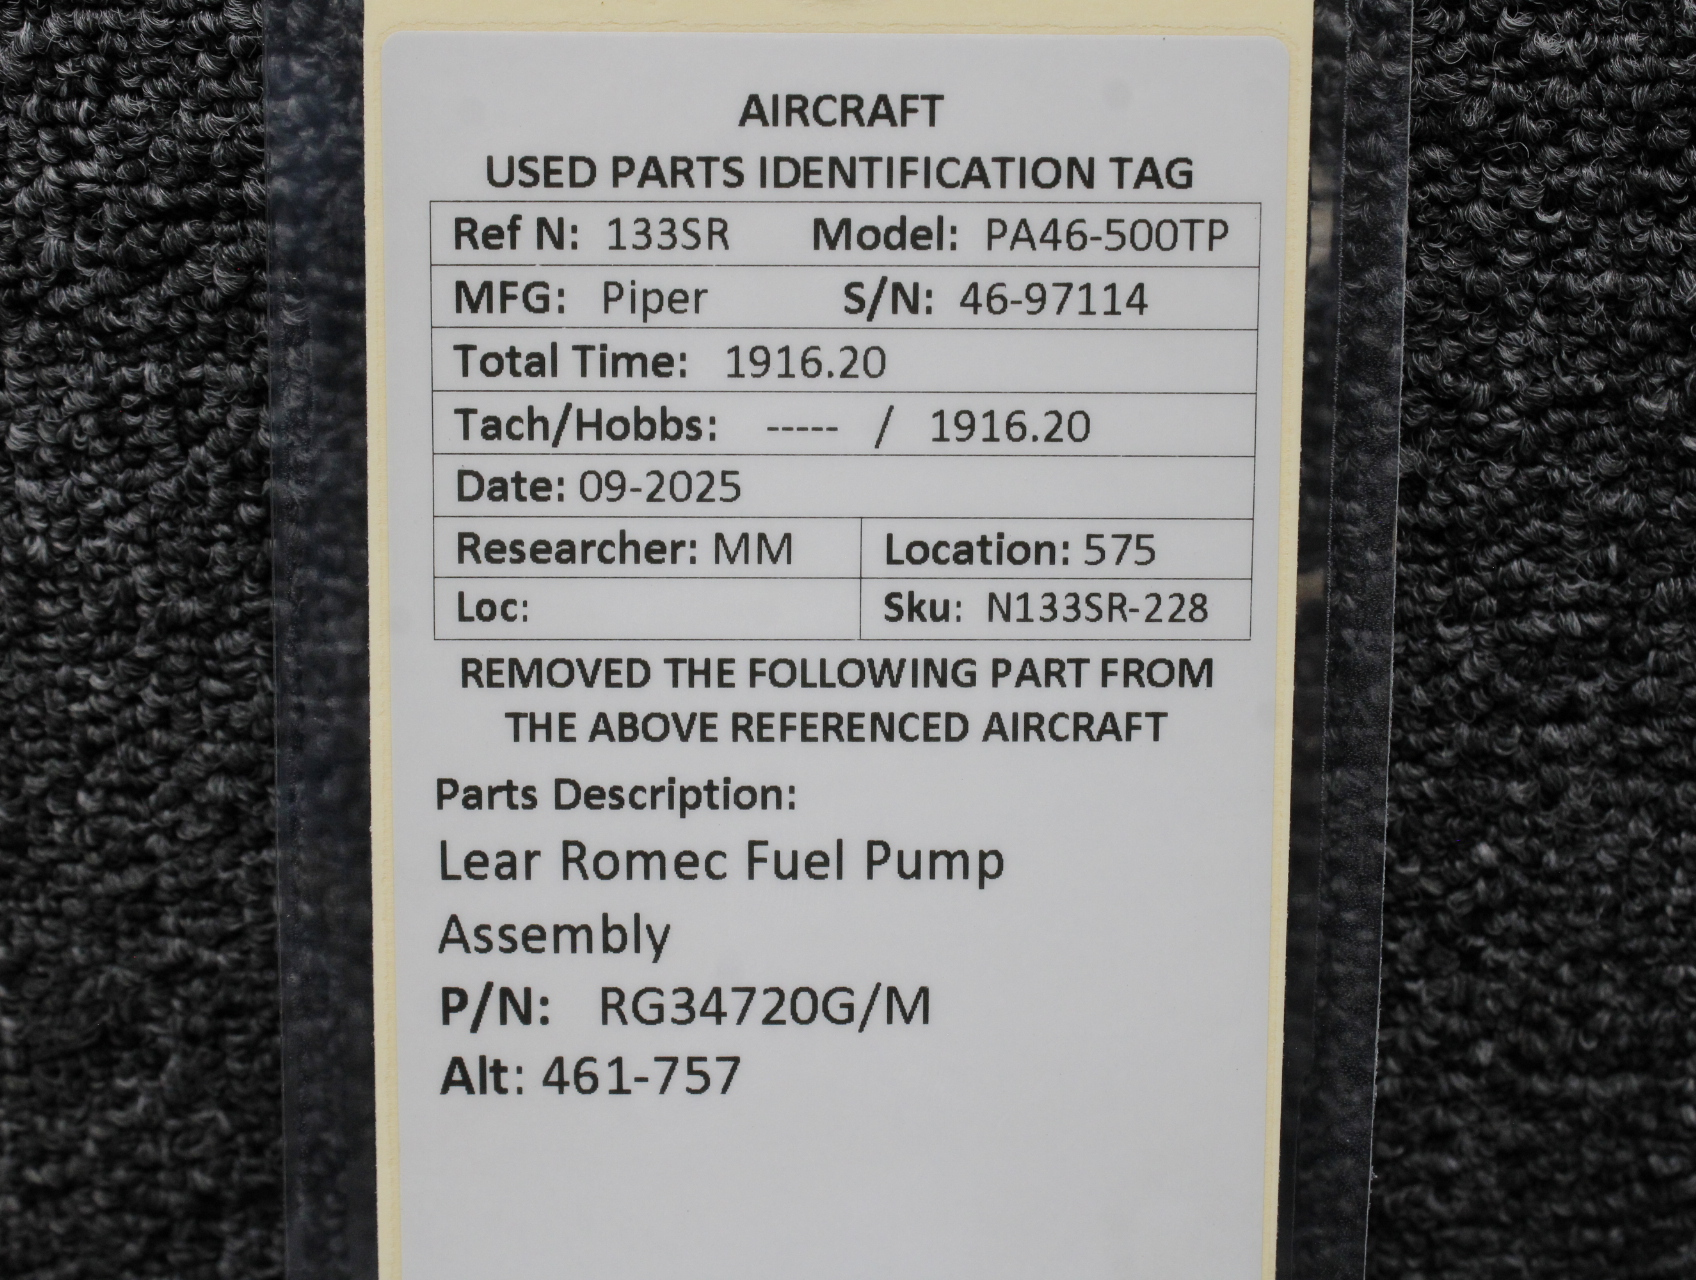 AIRCRAFT
USED PARTS IDENTIFICATION TAG
Ref N: 133SR Model: PA46-500TP
MFG: Piper S/N: 46-97114
Total Time: 1916.20
Tach/Hobbs: ----- / 1916.20
Date: 09-2025
Researcher: MM Location: 575
Loc: Sku: N133SR-228
REMOVED THE FOLLOWING PART FROM
THE ABOVE REFERENCED AIRCRAFT
Parts Description:
Lear Romec Fuel Pump
Assembly
P/N: RG34720G/M
Alt: 461-757